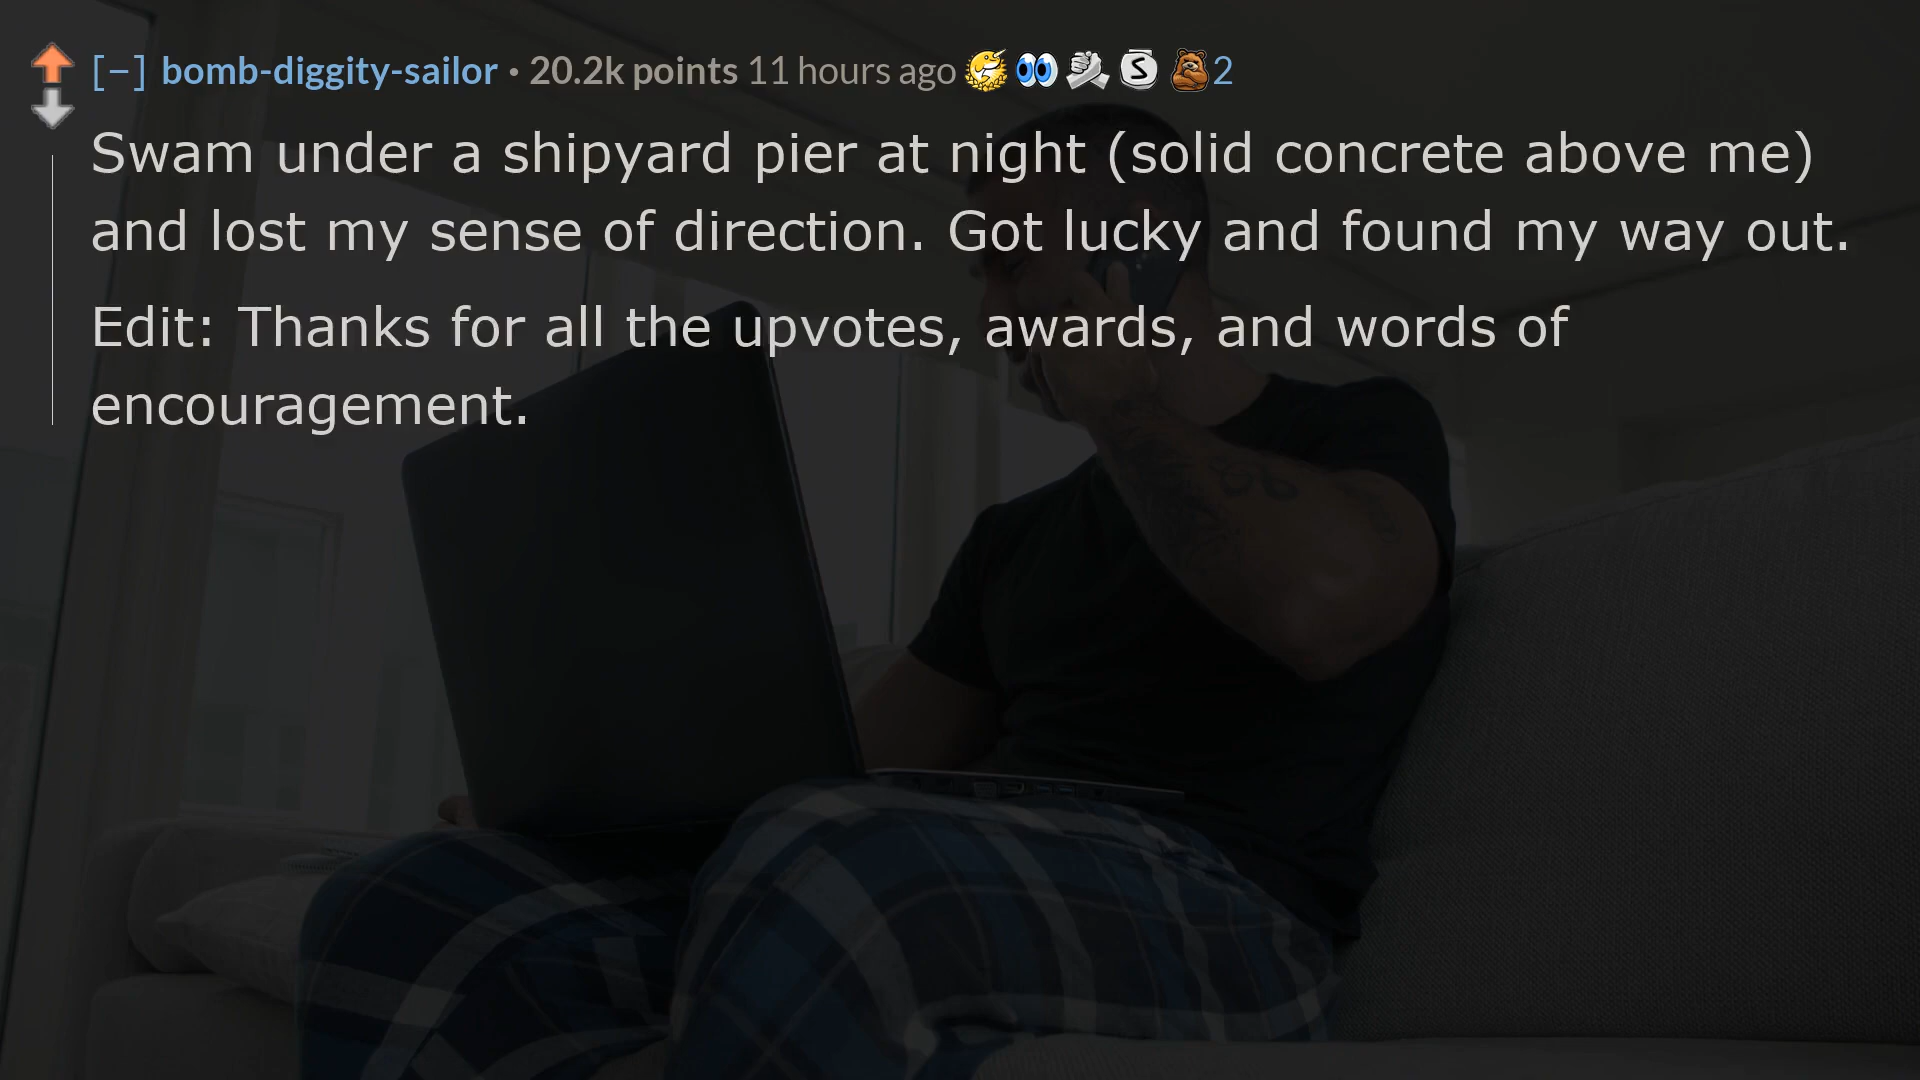 [–] bomb-diggity-sailor · 20.2k points 11 hours ago S 2
Swam under a shipyard pier at night (solid concrete above me)
and lost my sense of direction. Got lucky and found my way out.
Edit: Thanks for all the upvotes, awards, and words of
encouragement.